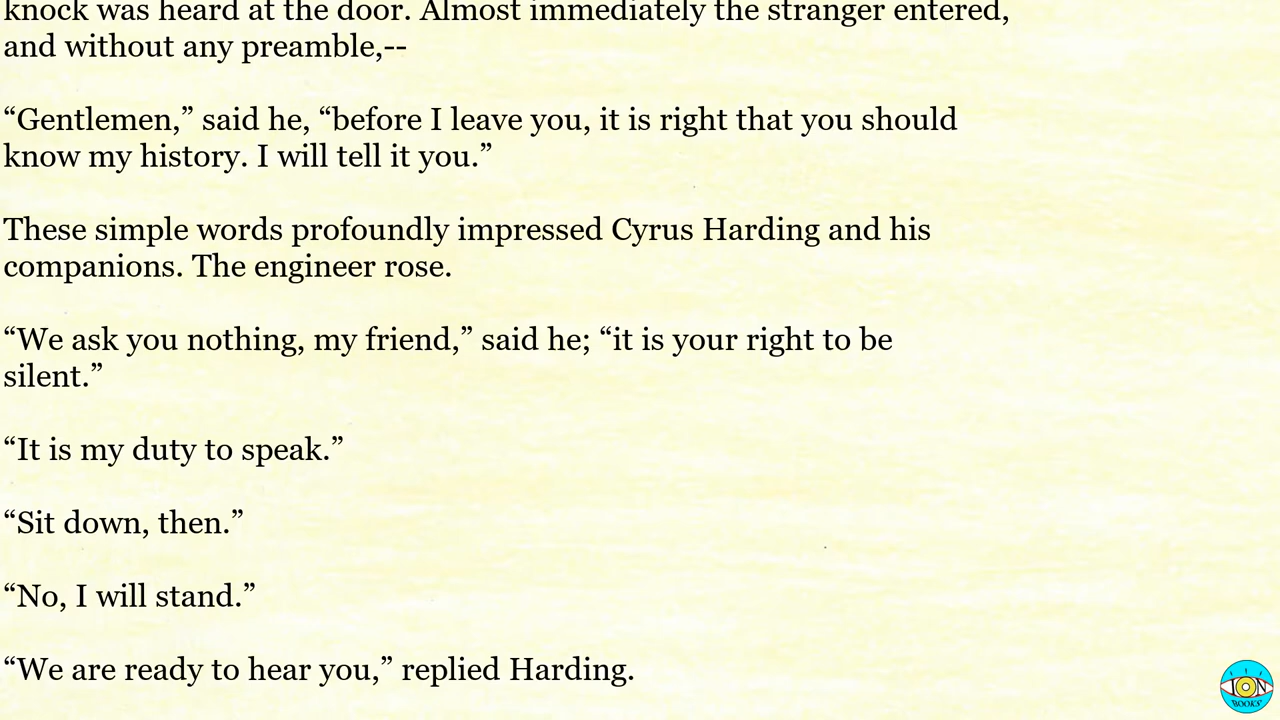 knock was heard at the door. Almost immediately the stranger entered,
and without any preamble,--
“Gentlemen,” said he, “before I leave you, it is right that you should
know my history. I will tell it you.”
These simple words profoundly impressed Cyrus Harding and his
companions. The engineer rose.
“We ask you nothing, my friend,” said he; “it is your right to be
silent.”
“It is my duty to speak.”
“Sit down, then.”
“No, I will stand.”
“We are ready to hear you,” replied Harding.
ION
BOOKS